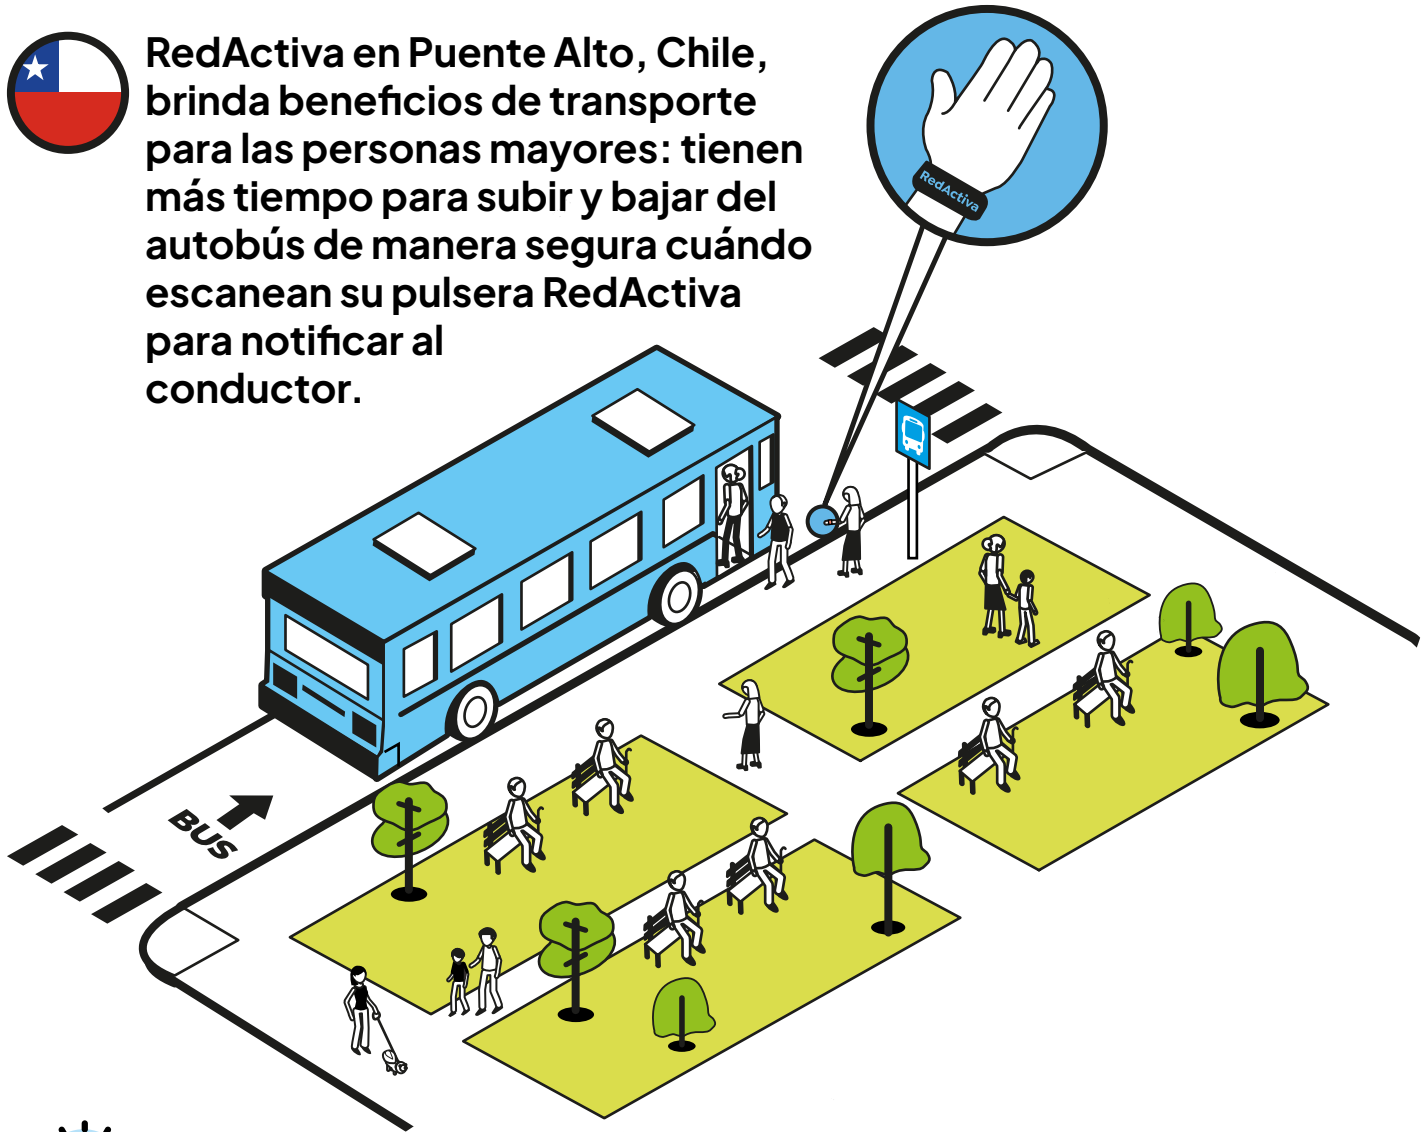 RedActiva en Puente Alto, Chile,
brinda beneficios de transporte
para las personas mayores: tienen
más tiempo para subir y bajar del
autobús de manera segura cuándo
escanean su pulsera RedActiva
para notificar al
conductor.
RedActiva
BUS